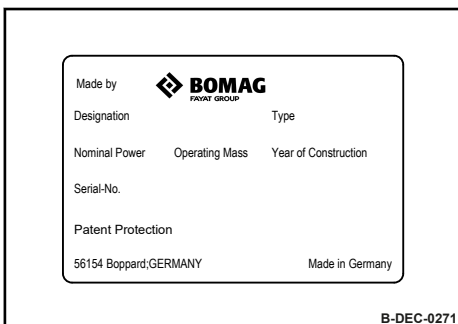 Made by BOMAG
FAYAT GROUP
Designation Type
Nominal Power Operating Mass Year of Construction
Serial-No.
Patent Protection
56154 Boppard;GERMANY Made in Germany
B-DEC-0271